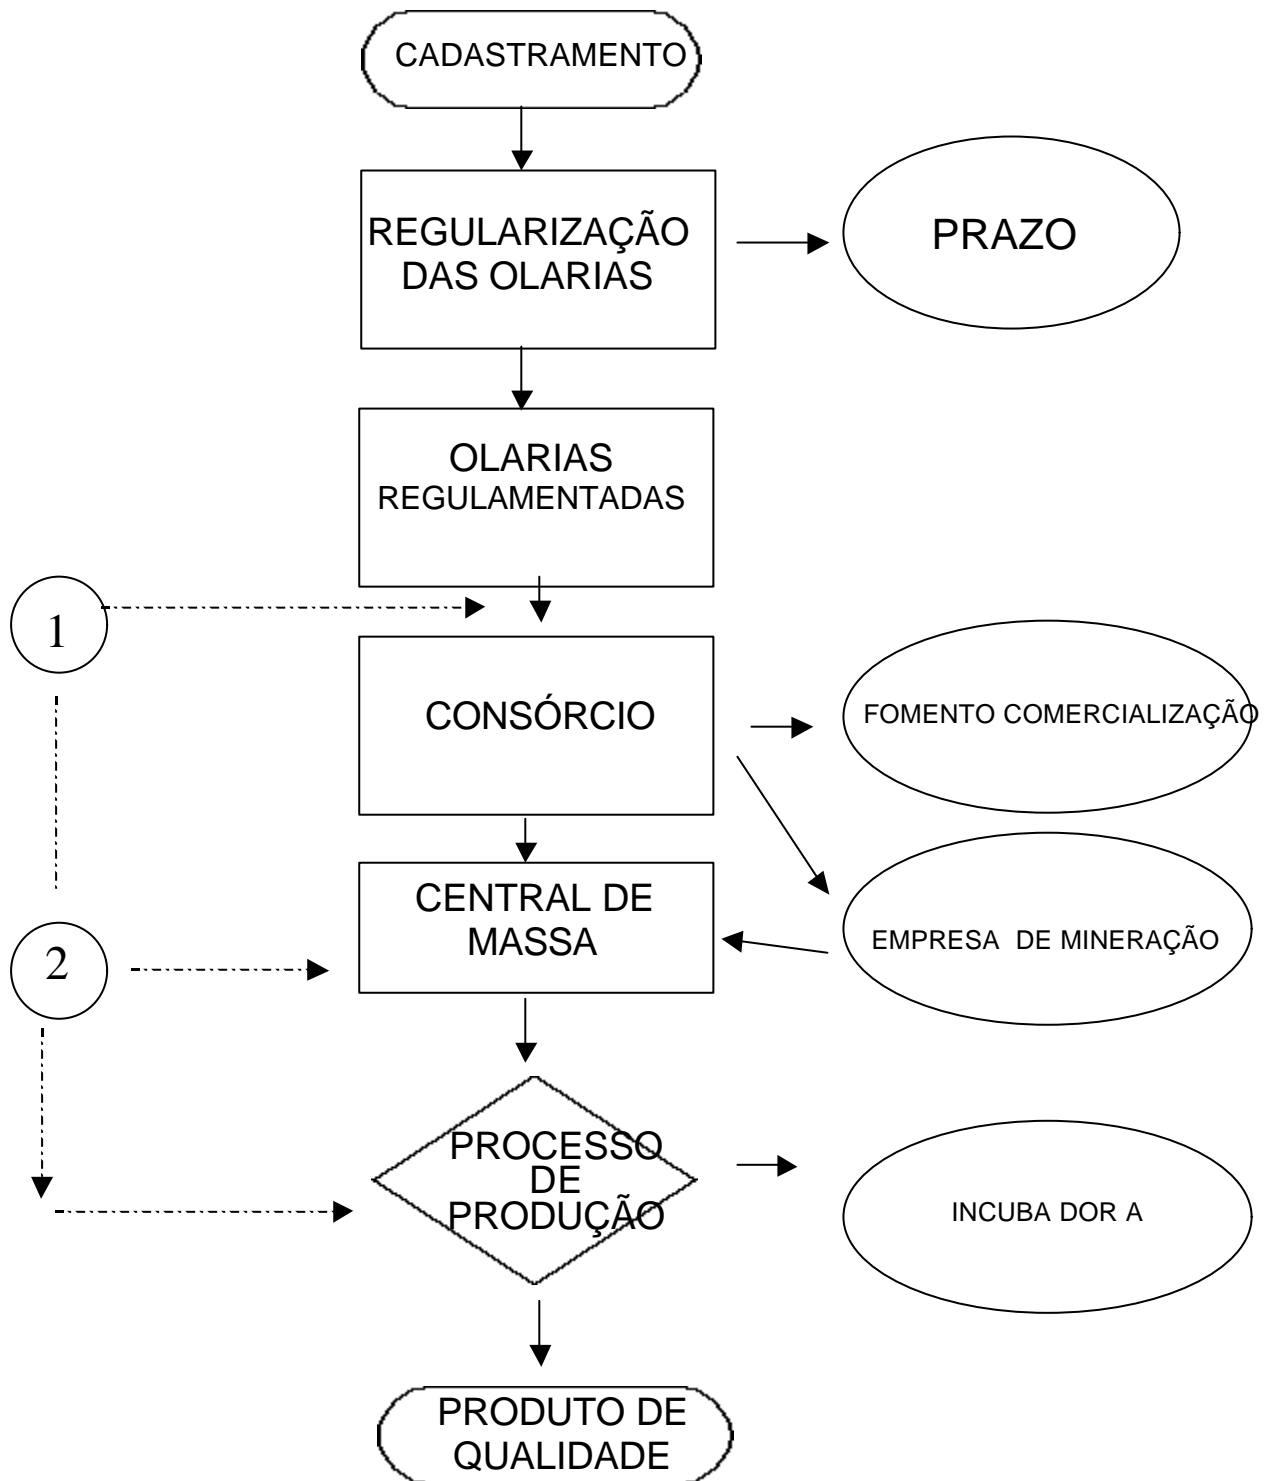 CADASTRAMENTO
REGULARIZAÇÃO
DAS OLARIAS
PRAZO
OLARIAS
REGULAMENTADAS
1
CONSÓRCIO
FOMENTO COMERCIALIZAÇÃO
CENTRAL DE
MASSA
EMPRESA DE MINERAÇÃO
2
PROCESSO
DE
PRODUÇÃO
INCUBA DOR A
PRODUTO DE
QUALIDADE